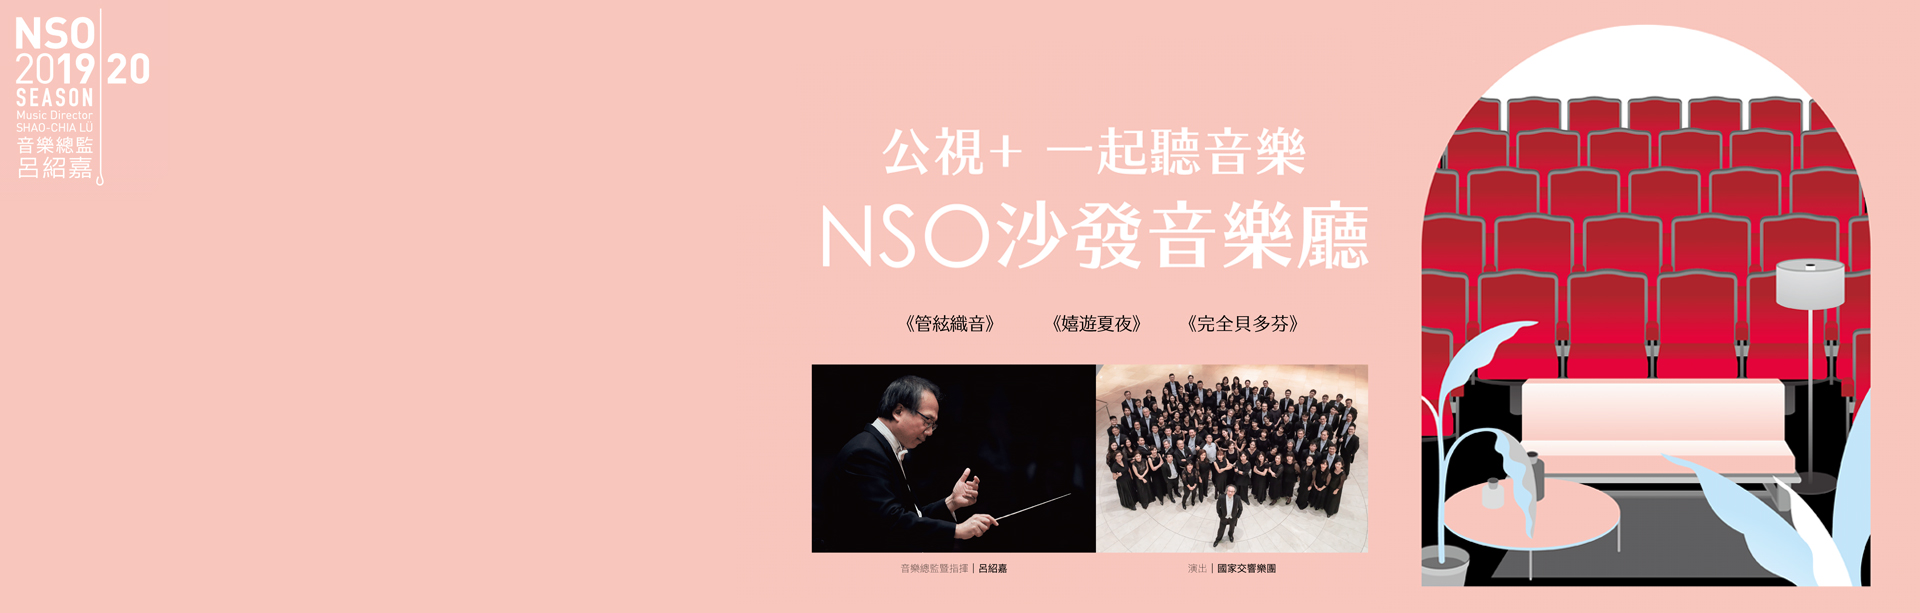 NSO
2019|20
SEASON
Music Director
SHAO-CHIA LÜ
音樂總監
呂紹嘉
公視+ 一起聽音樂
NSO沙發音樂廳
《管絃織音》 《嬉遊夏夜》 《完全貝多芬》
音樂總監暨指揮|呂紹嘉
演出|國家交響樂團